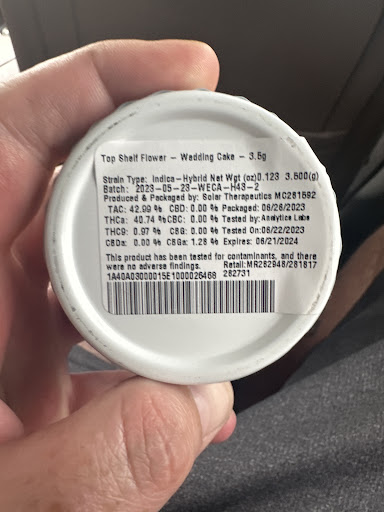 Top Shelf Flower - Wedding Cake - 3.5g
Strain Type: Indica-Hybrid Net Wgt (oz)0.123 3.500(g)
Batch: 2023-05-23-WECA-H43-2
Produced & Packaged by: Solar Therapeutics MC281592
TAC: 42.99 % CBD: 0.00 % Packaged: 06/26/2023
THCa: 40.74 % CBC: 0.00 % Tested by: Analytics Labs
THC9: 0.97 % CBG: 0.00 % Tested On: 06/22/2023
CBDa: 0.00 % CBGa: 1.28 % Expires: 06/21/2024
This product has been tested for contaminants, and there
were no adverse findings. Retail: MR282948/281817
1A40A03000015E1000026468 282731